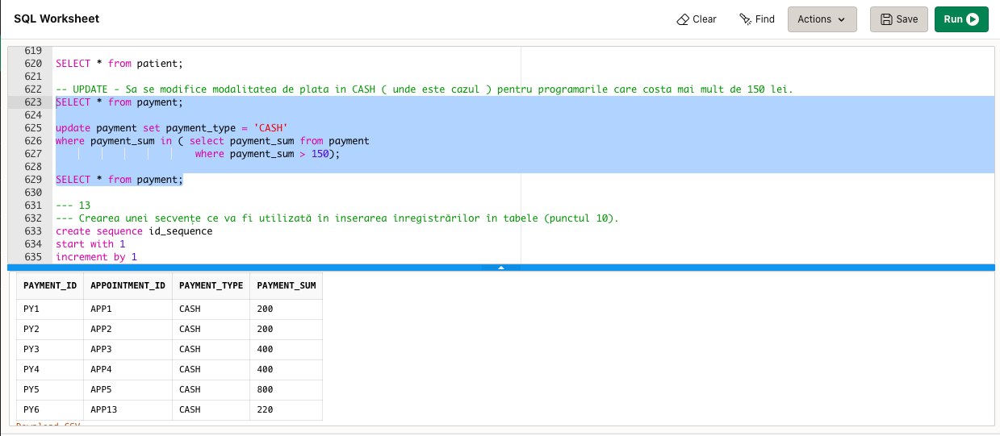 SQL Worksheet
Clear
Find
Actions
Save
Run
619
620 SELECT * from patient;
621
622 -- UPDATE - Sa se modifice modalitatea de plata in CASH ( unde este cazul ) pentru programarile care costa mai mult de 150 lei.
623 SELECT * from payment;
624
625 update payment set payment_type = 'CASH'
626 where payment_sum in ( select payment_sum from payment
627 where payment_sum > 150);
628
629 SELECT * from payment;
630
631 --- 13
632 --- Crearea unei secvențe ce va fi utilizată în inserarea înregistrărilor în tabele (punctul 10).
633 create sequence id_sequence
634 start with 1
635 increment by 1
PAYMENT_ID APPOINTMENT_ID PAYMENT_TYPE PAYMENT_SUM
PY1 APP1 CASH 200
PY2 APP2 CASH 200
PY3 APP3 CASH 400
PY4 APP4 CASH 400
PY5 APP5 CASH 800
PY6 APP13 CASH 220
Download CSV